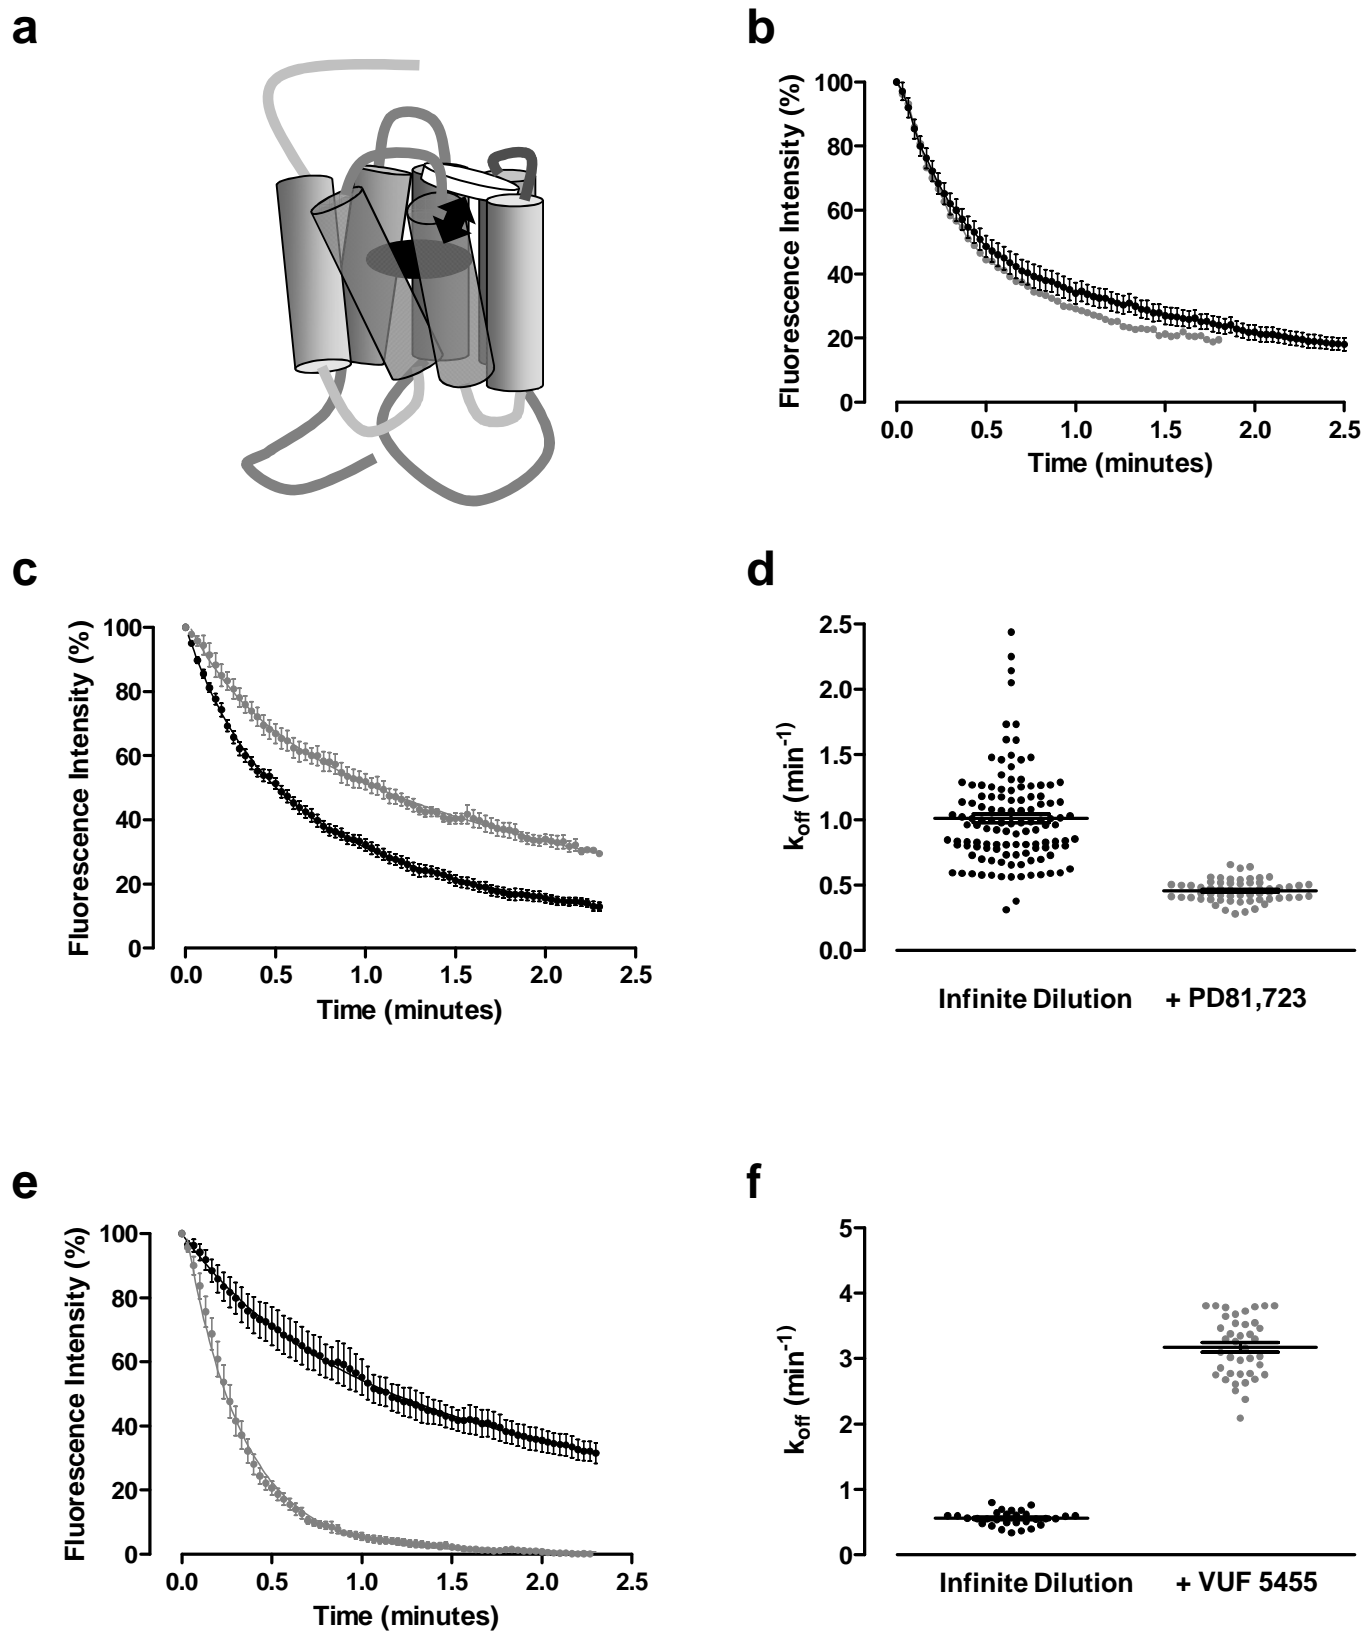 a
b
Fluorescence Intensity (%)
100
80
60
40
20
0
0.0 0.5 1.0 1.5 2.0 2.5
Time (minutes)
c
Fluorescence Intensity (%)
100
80
60
40
20
0
0.0 0.5 1.0 1.5 2.0 2.5
Time (minutes)
d
koff (min-1)
2.5
2.0
1.5
1.0
0.5
0.0
Infinite Dilution + PD81,723
e
Fluorescence Intensity (%)
100
80
60
40
20
0
0.0 0.5 1.0 1.5 2.0 2.5
Time (minutes)
f
koff (min-1)
5
4
3
2
1
0
Infinite Dilution + VUF 5455